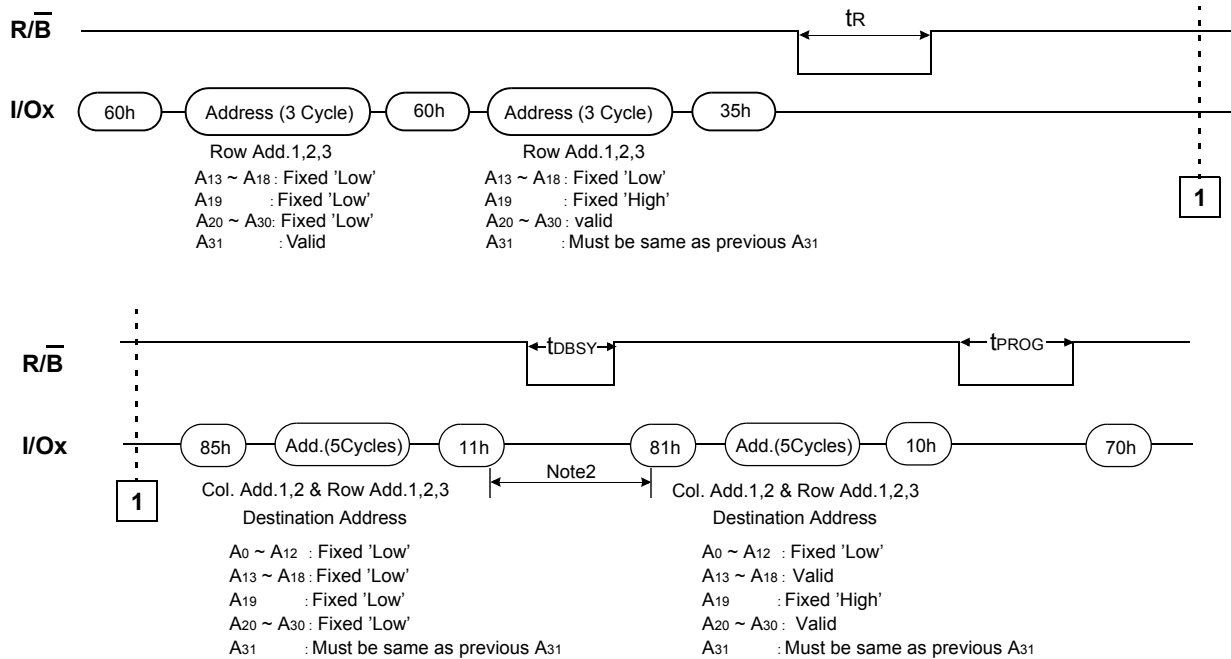 R/B
tR
I/Ox
60h Address (3 Cycle) 60h Address (3 Cycle) 35h
Row Add.1,2,3
A13 ~ A18 : Fixed 'Low'
A19 : Fixed 'Low'
A20 ~ A30: Fixed 'Low'
A31 : Valid
Row Add.1,2,3
A13 ~ A18 : Fixed 'Low'
A19 : Fixed 'High'
A20 ~ A30 : valid
A31 : Must be same as previous A31
1
R/B
tDBSY
tPROG
I/Ox
85h Add.(5Cycles) 11h 81h Add.(5Cycles) 10h 70h
Note2
1
Col. Add.1,2 & Row Add.1,2,3
Destination Address
A0 ~ A12 : Fixed 'Low'
A13 ~ A18 : Fixed 'Low'
A19 : Fixed 'Low'
A20 ~ A30 : Fixed 'Low'
A31 : Must be same as previous A31
Col. Add.1,2 & Row Add.1,2,3
Destination Address
A0 ~ A12 : Fixed 'Low'
A13 ~ A18 : Valid
A19 : Fixed 'High'
A20 ~ A30 : Valid
A31 : Must be same as previous A31